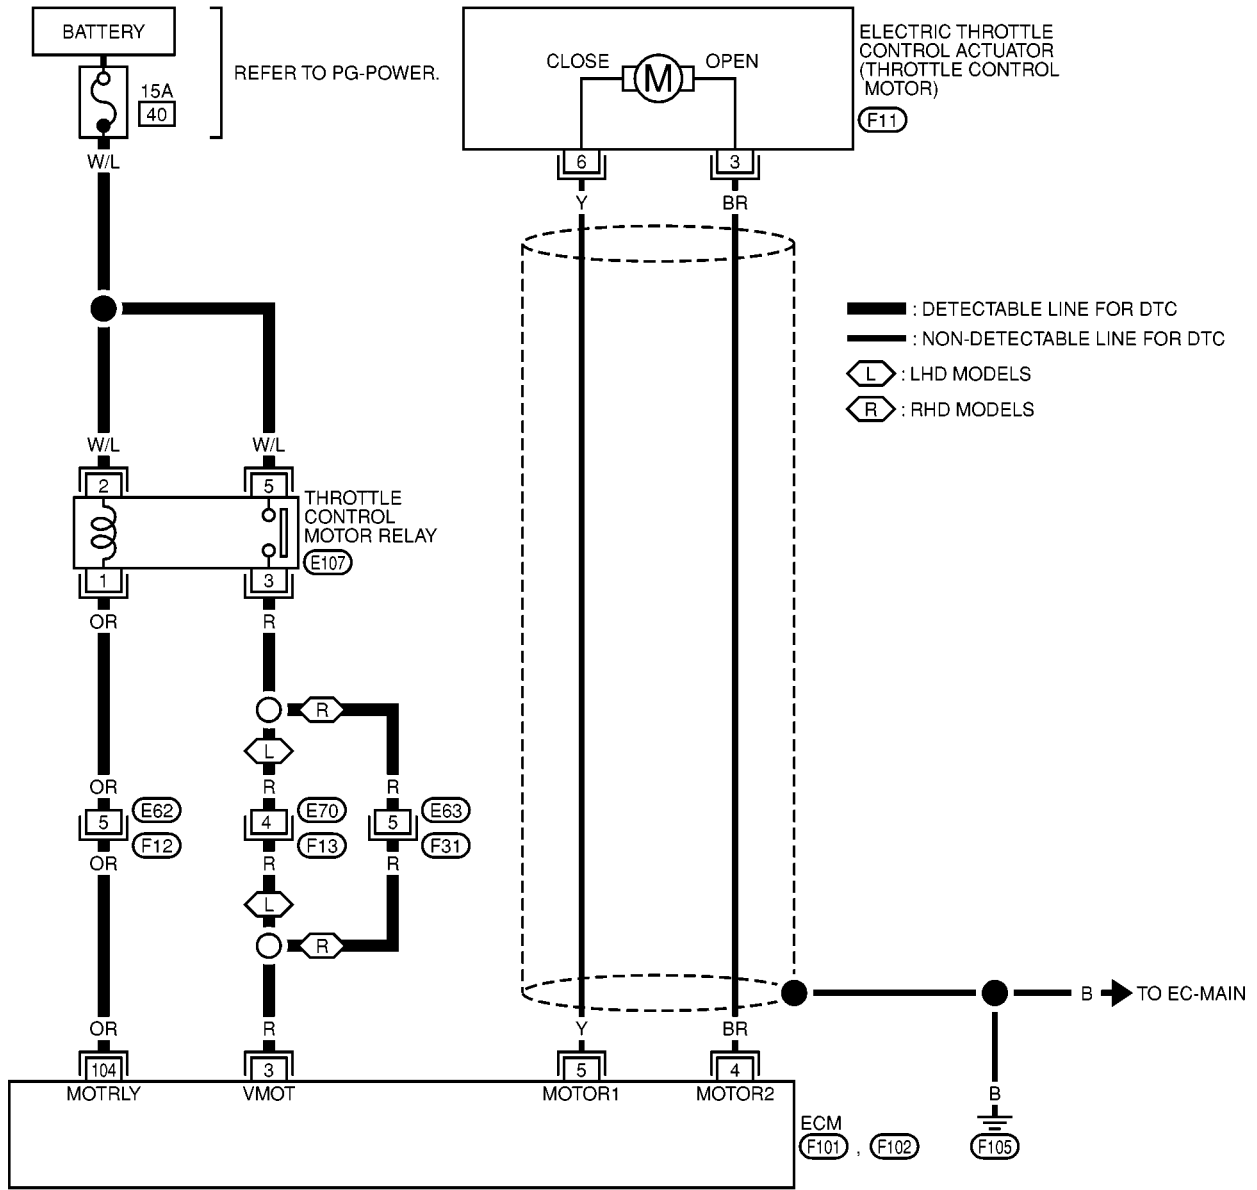 BATTERY
15A
40
REFER TO PG-POWER.
W/L
CLOSE
M
OPEN
ELECTRIC THROTTLE
CONTROL ACTUATOR
(THROTTLE CONTROL
MOTOR)
F11
6
3
Y
BR
: DETECTABLE LINE FOR DTC
: NON-DETECTABLE LINE FOR DTC
L : LHD MODELS
R : RHD MODELS
W/L
W/L
2
5
THROTTLE
CONTROL
MOTOR RELAY
E107
1
3
OR
R
R
L
OR
R
R
5
E62
F12
4
E70
F13
5
E63
F31
OR
R
R
L
R
B
TO EC-MAIN
OR
R
Y
BR
104
3
5
4
MOTRLY
VMOT
MOTOR1
MOTOR2
B
ECM
F101 , F102
F105